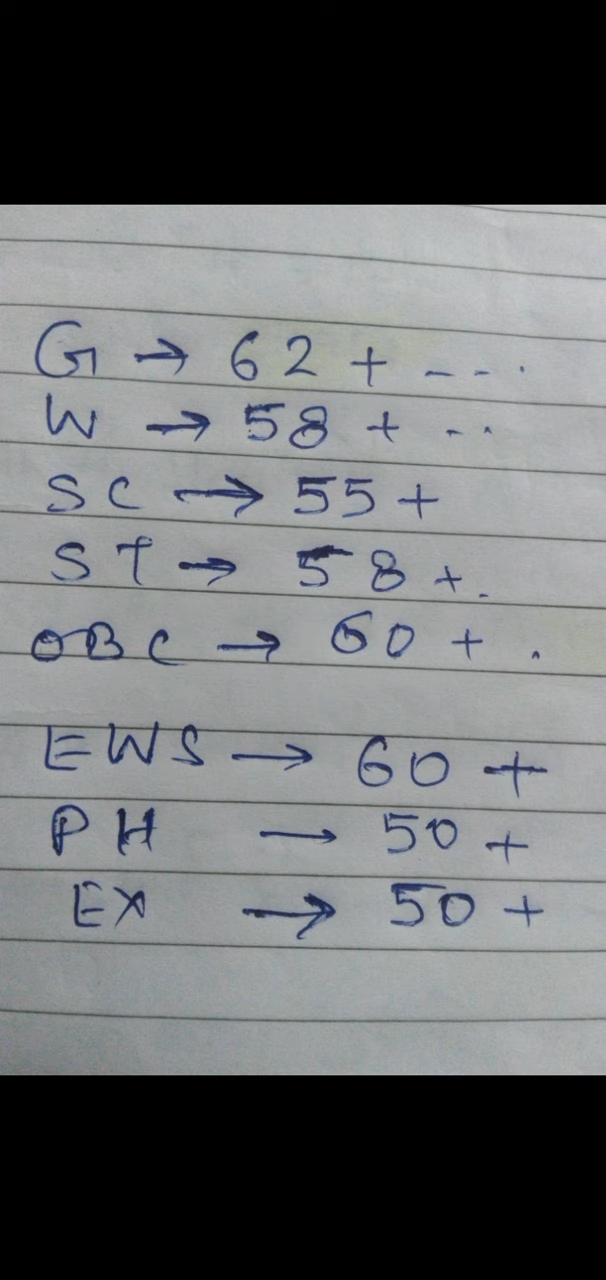 G → 62 + - - - .
W → 58 + - - .
SC → 55 +
ST → 58 + .
OBC → 60 + .
EWS → 60 +
PH → 50 +
EX → 50 +